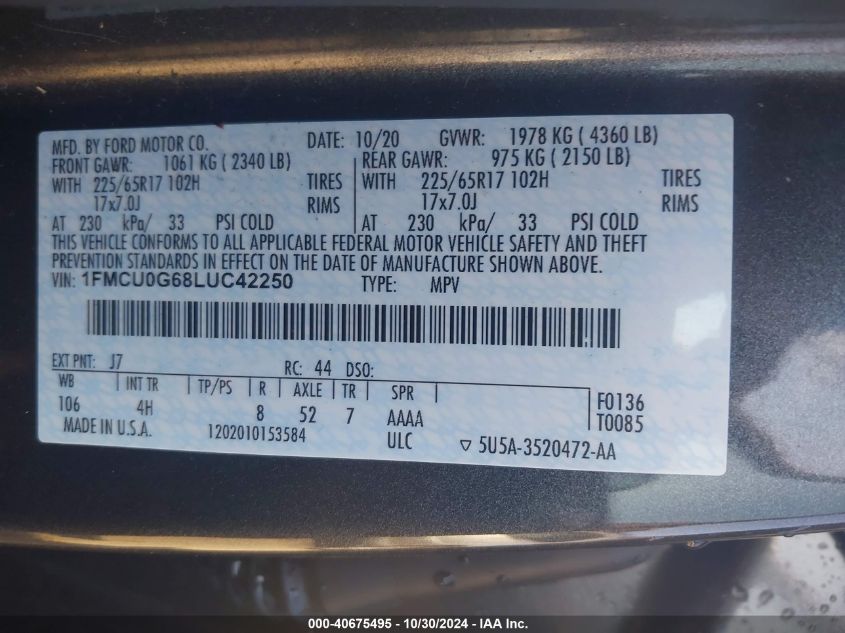 MFD. BY FORD MOTOR CO. DATE: 10/20 GVWR: 1978 KG ( 4360 LB)
FRONT GAWR: 1061 KG ( 2340 LB) REAR GAWR: 975 KG ( 2150 LB)
WITH 225/65R17 102H TIRES WITH 225/65R17 102H TIRES
17x7.0J RIMS 17x7.0J RIMS
AT 230 kPa/ 33 PSI COLD AT 230 kPa/ 33 PSI COLD
THIS VEHICLE CONFORMS TO ALL APPLICABLE FEDERAL MOTOR VEHICLE SAFETY AND THEFT
PREVENTION STANDARDS IN EFFECT ON THE DATE OF MANUFACTURE SHOWN ABOVE.
VIN: 1FMCU0G68LUC42250 TYPE: MPV
EXT PNT: J7 RC: 44 DSO:
WB INT TR TP/PS R AXLE TR SPR F0136
106 4H 8 52 7 AAAA T0085
MADE IN U.S.A. 1202010153584 ULC ▽ 5U5A-3520472-AA
000-40675495 - 10/30/2024 - IAA Inc.